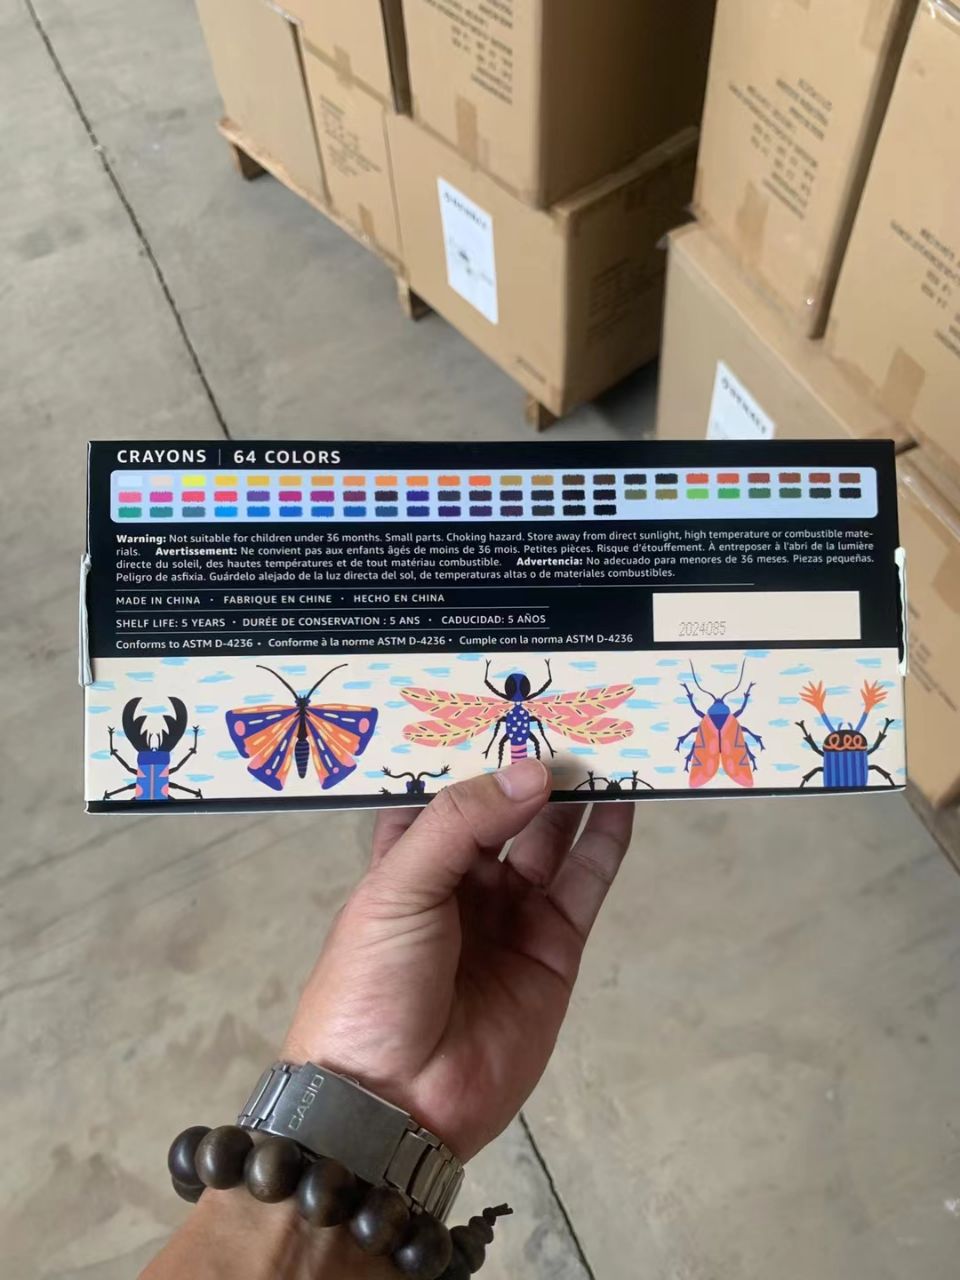 CRAYONS | 64 COLORS
Warning: Not suitable for children under 36 months. Small parts. Choking hazard. Store away from direct sunlight, high temperature or combustible mate-
rials. Avertissement: Ne convient pas aux enfants âgés de moins de 36 mois. Petites pièces. Risque d'étouffement. À entreposer à l'abri de la lumière
directe du soleil, des hautes températures et de tout matériau combustible. Advertencia: No adecuado para menores de 36 meses. Piezas pequeñas.
Peligro de asfixia. Guárdelo alejado de la luz directa del sol, de temperaturas altas o de materiales combustibles.
MADE IN CHINA · FABRIQUE EN CHINE · HECHO EN CHINA
SHELF LIFE: 5 YEARS · DURÉE DE CONSERVATION : 5 ANS · CADUCIDAD: 5 AÑOS
2024085
Conforms to ASTM D-4236 · Conforme à la norme ASTM D-4236 · Cumple con la norma ASTM D-4236
CASIO